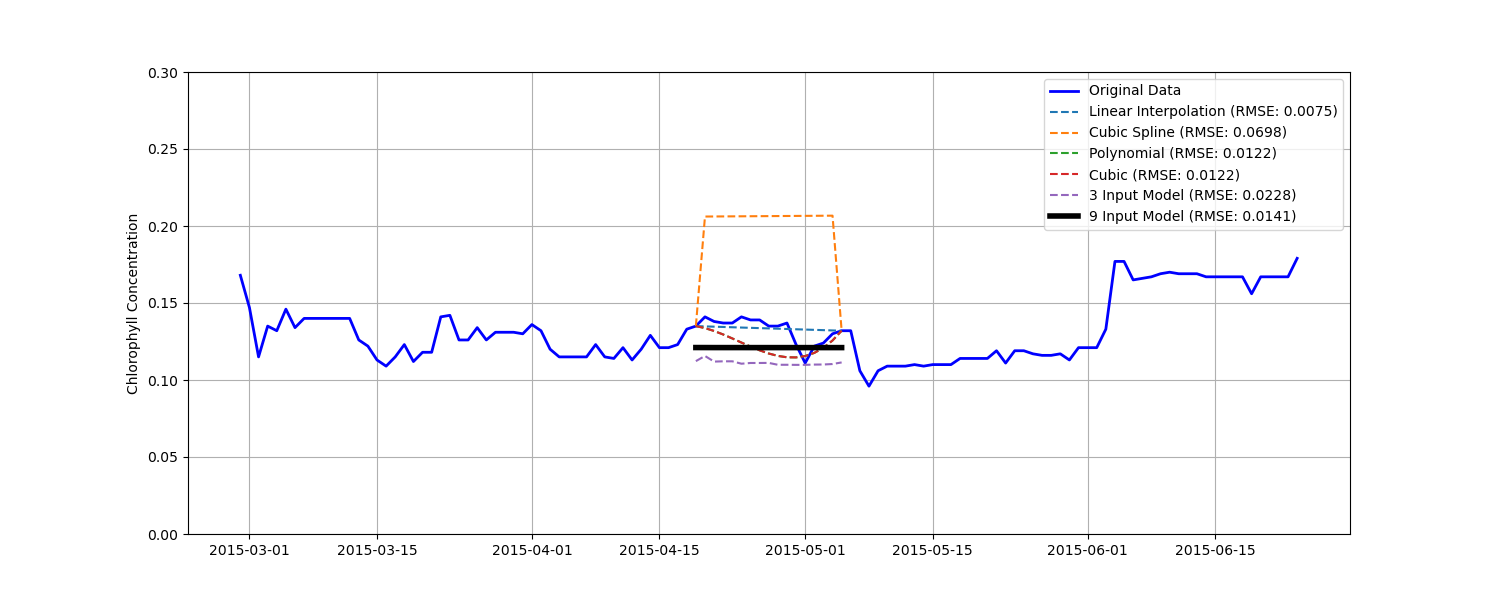 0.30
0.25
0.20
0.15
0.10
0.05
0.00
Chlorophyll Concentration
2015-03-01
2015-03-15
2015-04-01
2015-04-15
2015-05-01
2015-05-15
2015-06-01
2015-06-15
Original Data
Linear Interpolation (RMSE: 0.0075)
Cubic Spline (RMSE: 0.0698)
Polynomial (RMSE: 0.0122)
Cubic (RMSE: 0.0122)
3 Input Model (RMSE: 0.0228)
9 Input Model (RMSE: 0.0141)